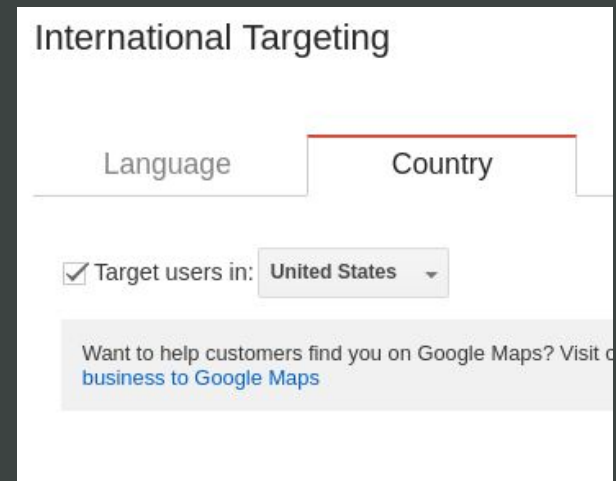 International Targeting
Language
Country
Target users in:
United States
Want to help customers find you on Google Maps? Visit
business to Google Maps